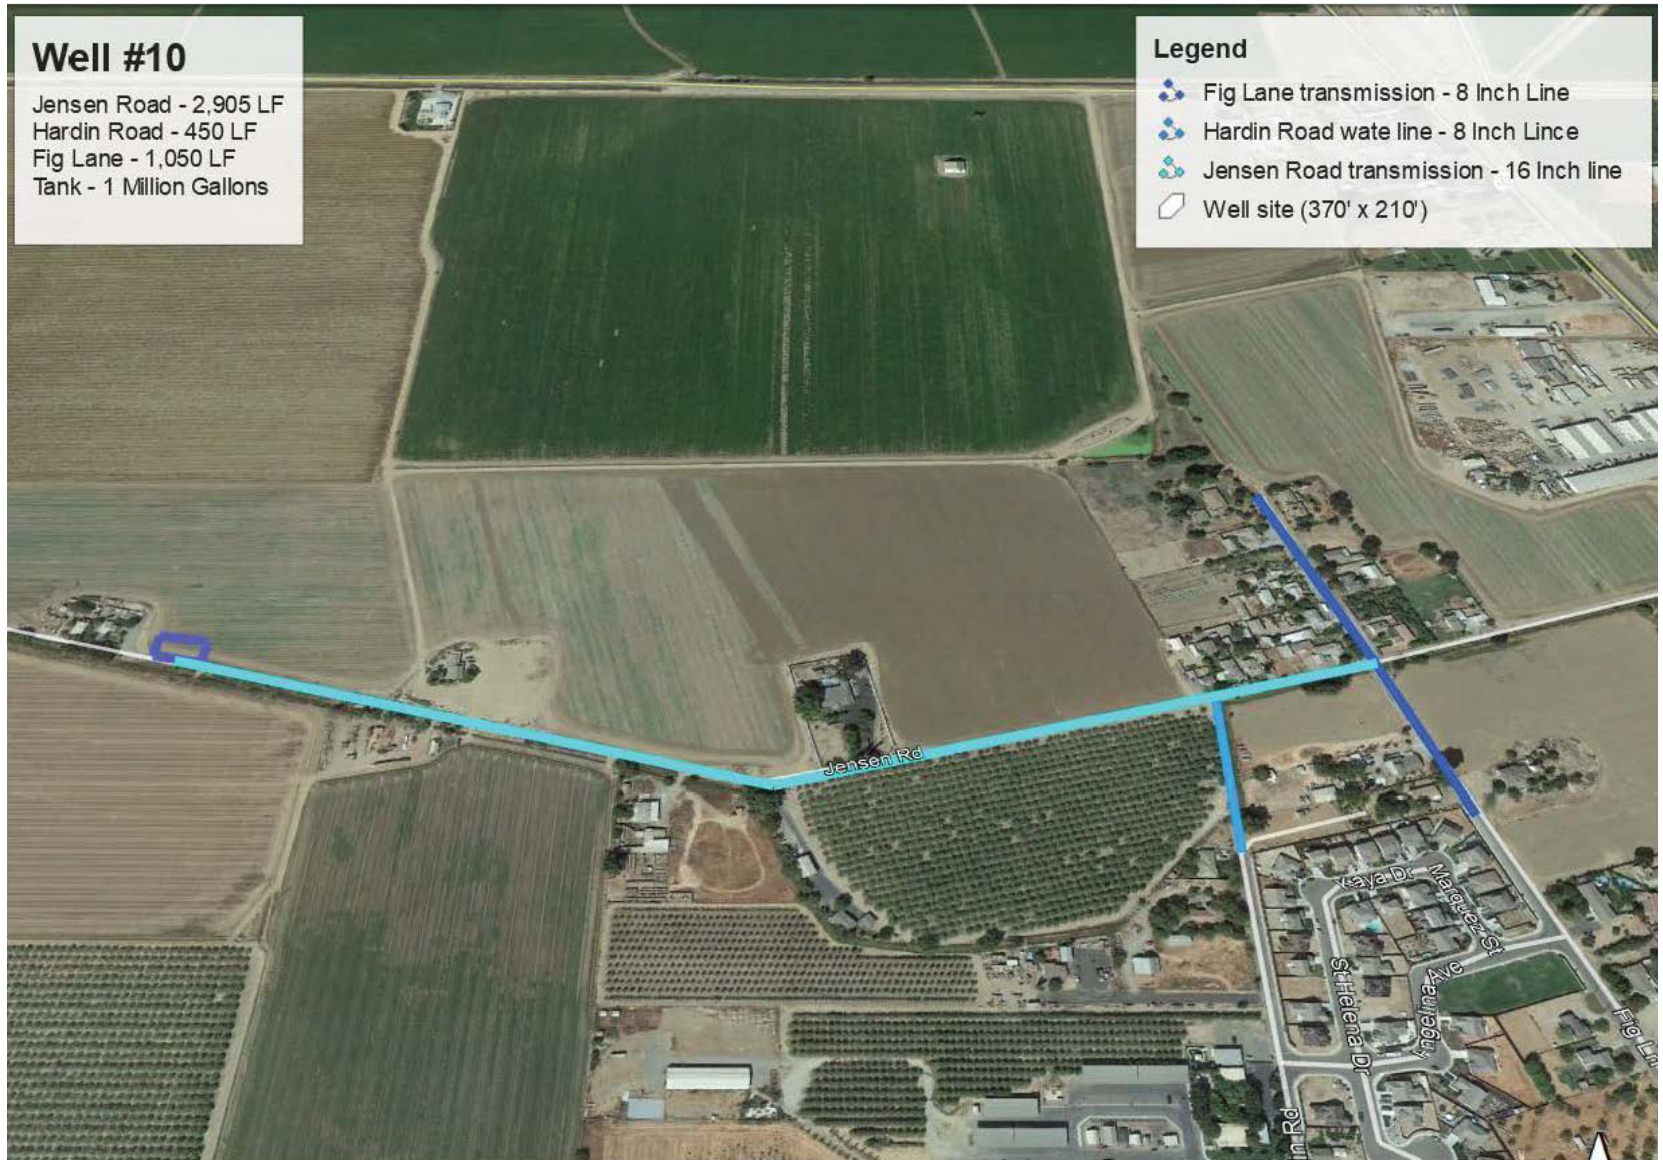 Well #10
Jensen Road - 2,905 LF
Hardin Road - 450 LF
Fig Lane - 1,050 LF
Tank - 1 Million Gallons
Legend
Fig Lane transmission - 8 Inch Line
Hardin Road wate line - 8 Inch Lince
Jensen Road transmission - 16 Inch line
Well site (370' x 210')
Jensen Rd
Kaya Dr
Marquez St
St Helena Dr
Angelina Ave
Fig Ln
in Rd